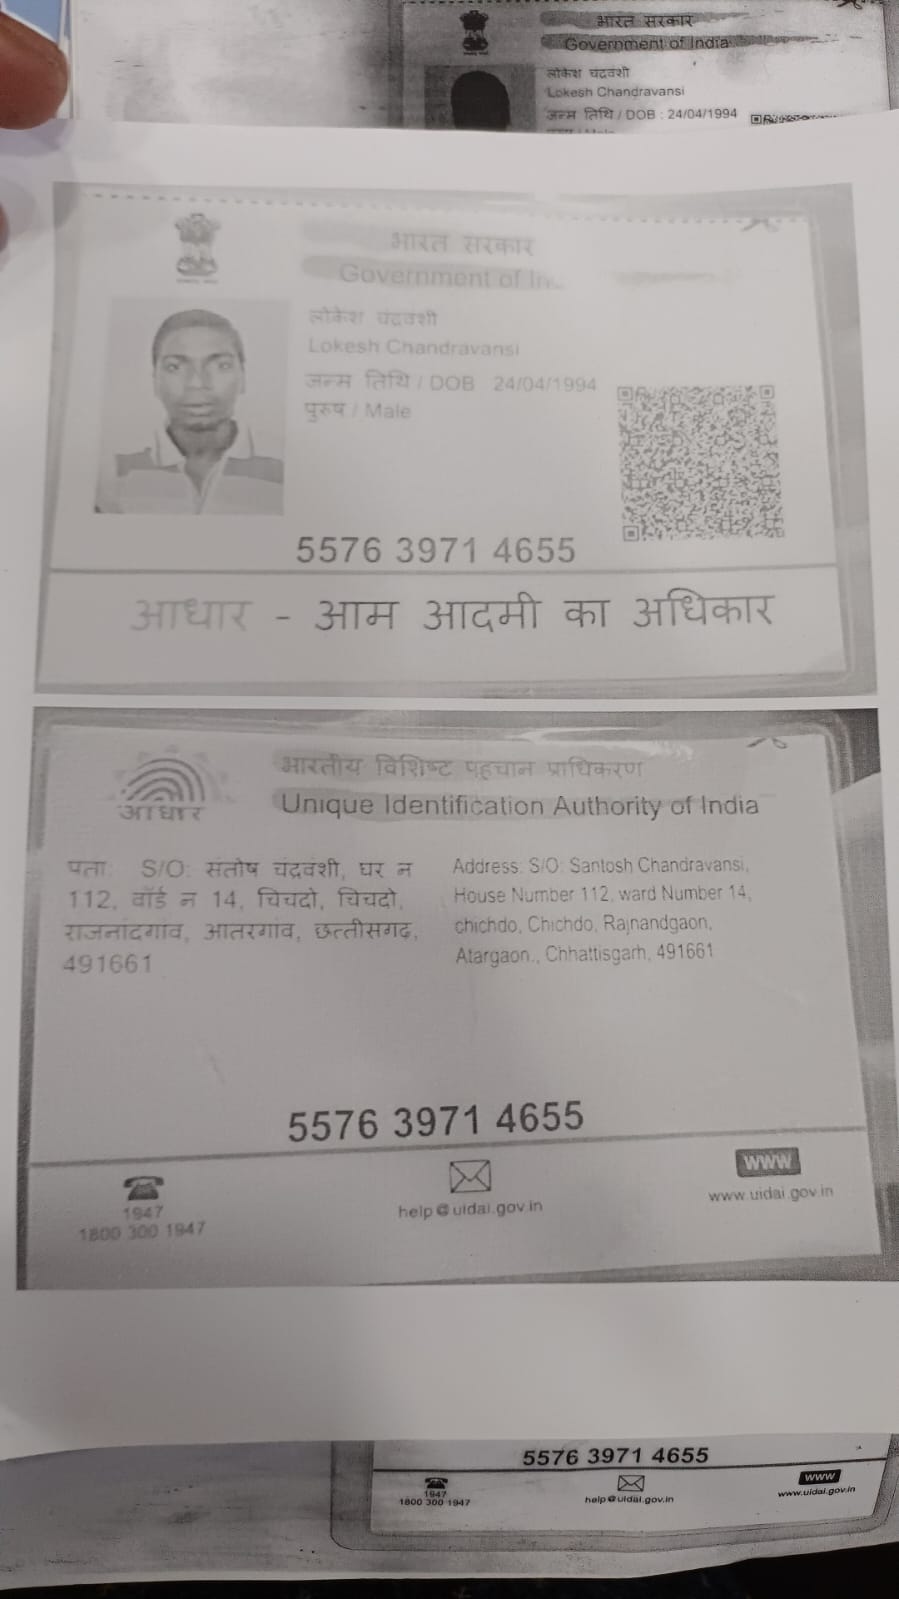 भारत सरकार
Government of India
लोकेश चंद्रवंशी
Lokesh Chandravansi
जन्म तिथि / DOB : 24/04/1994
भारत सरकार
Government of In
लोकेश चंद्रवंशी
Lokesh Chandravansi
जन्म तिथि / DOB 24/04/1994
पुरुष / Male
5576 3971 4655
आधार - आम आदमी का अधिकार
भारतीय विशिष्ट पहचान प्राधिकरण
Unique Identification Authority of India
आधार
पता: S/O: संतोष चंद्रवंशी, घर न
112, वॉर्ड न 14, चिचदो, चिचदो,
राजनांदगांव, आतरगांव, छत्तीसगढ़,
491661
Address: S/O: Santosh Chandravansi,
House Number 112, ward Number 14,
chichdo, Chichdo, Rajnandgaon,
Atargaon., Chhattisgarh, 491661
5576 3971 4655
1947
1800 300 1947
help@uidai.gov.in
www
www.uidai.gov.in
5576 3971 4655
1947
1800 300 1947
help@uidai.gov.in
www
www.uidai.gov.in